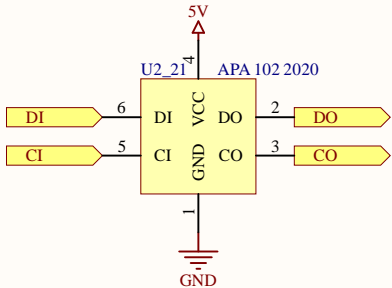 5V
4
U2_21 APA 102 2020
DI 6 DI VCC DO 2 DO
CI 5 CI GND CO 3 CO
1
GND